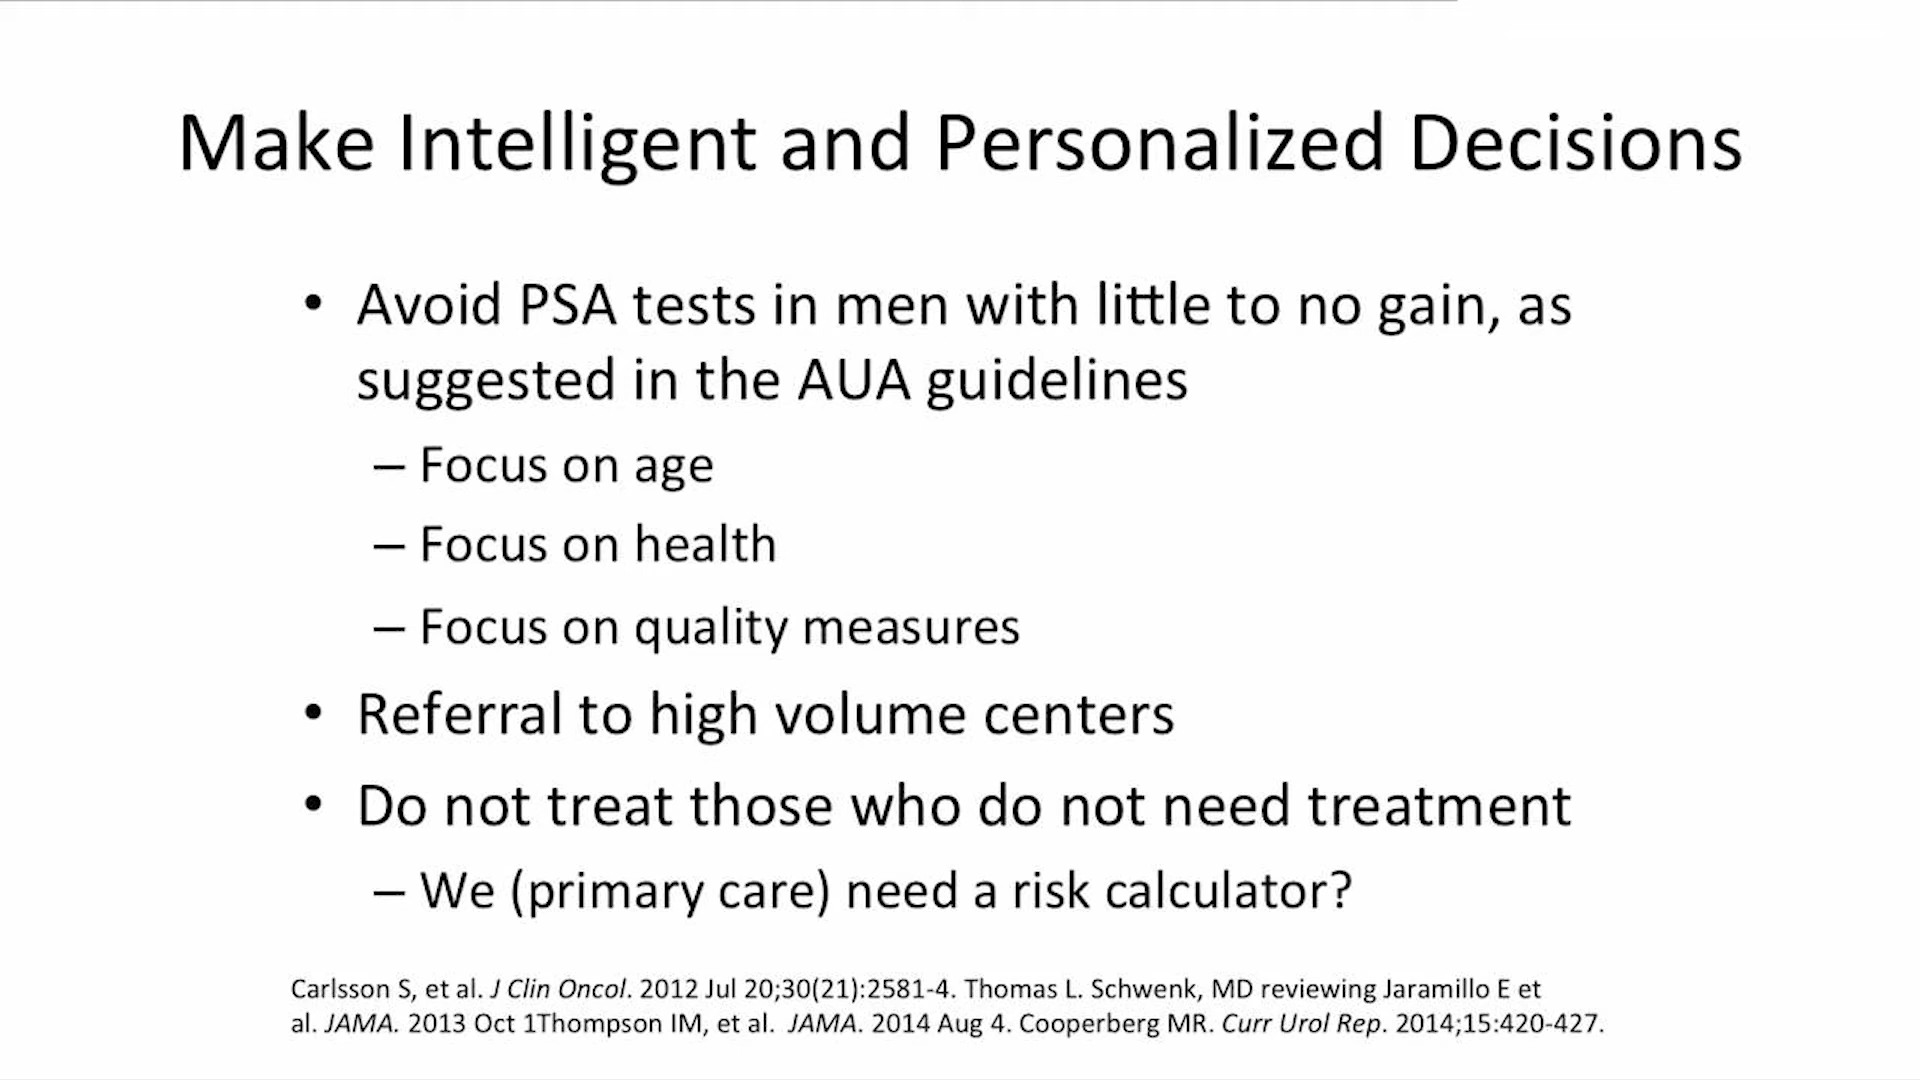 Make Intelligent and Personalized Decisions
• Avoid PSA tests in men with little to no gain, as
suggested in the AUA guidelines
– Focus on age
– Focus on health
– Focus on quality measures
• Referral to high volume centers
• Do not treat those who do not need treatment
– We (primary care) need a risk calculator?
Carlsson S, et al. J Clin Oncol. 2012 Jul 20;30(21):2581-4. Thomas L. Schwenk, MD reviewing Jaramillo E et
al. JAMA. 2013 Oct 1Thompson IM, et al. JAMA. 2014 Aug 4. Cooperberg MR. Curr Urol Rep. 2014;15:420-427.